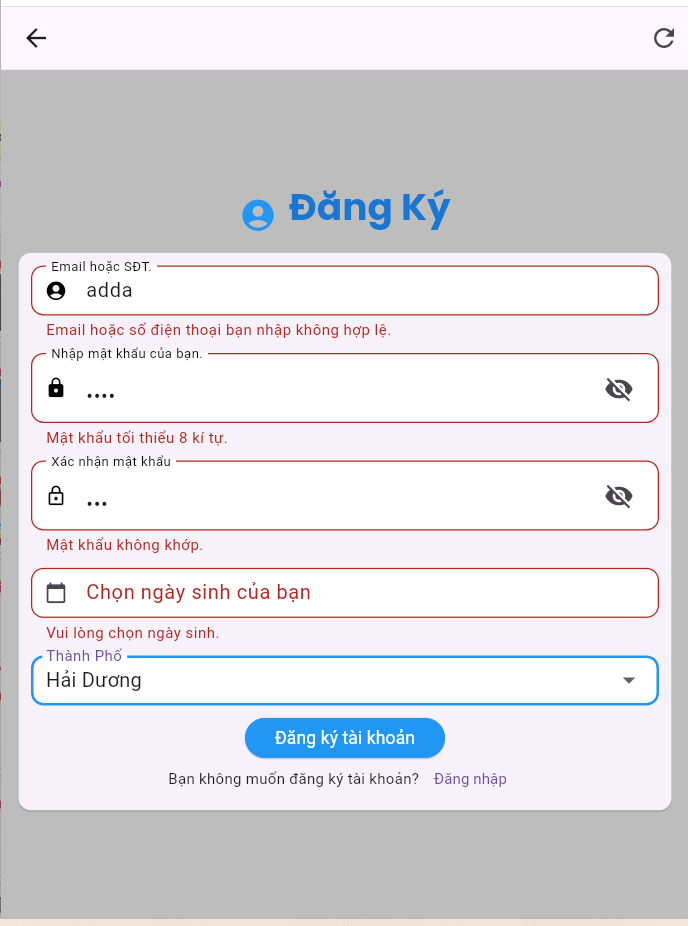 Đăng Ký
Email hoặc SĐT.
adda
Email hoặc số điện thoại bạn nhập không hợp lệ.
Nhập mật khẩu của bạn.
••••
Mật khẩu tối thiểu 8 kí tự.
Xác nhận mật khẩu
•••
Mật khẩu không khớp.
Chọn ngày sinh của bạn
Vui lòng chọn ngày sinh.
Thành Phố
Hải Dương
Đăng ký tài khoản
Bạn không muốn đăng ký tài khoản? Đăng nhập